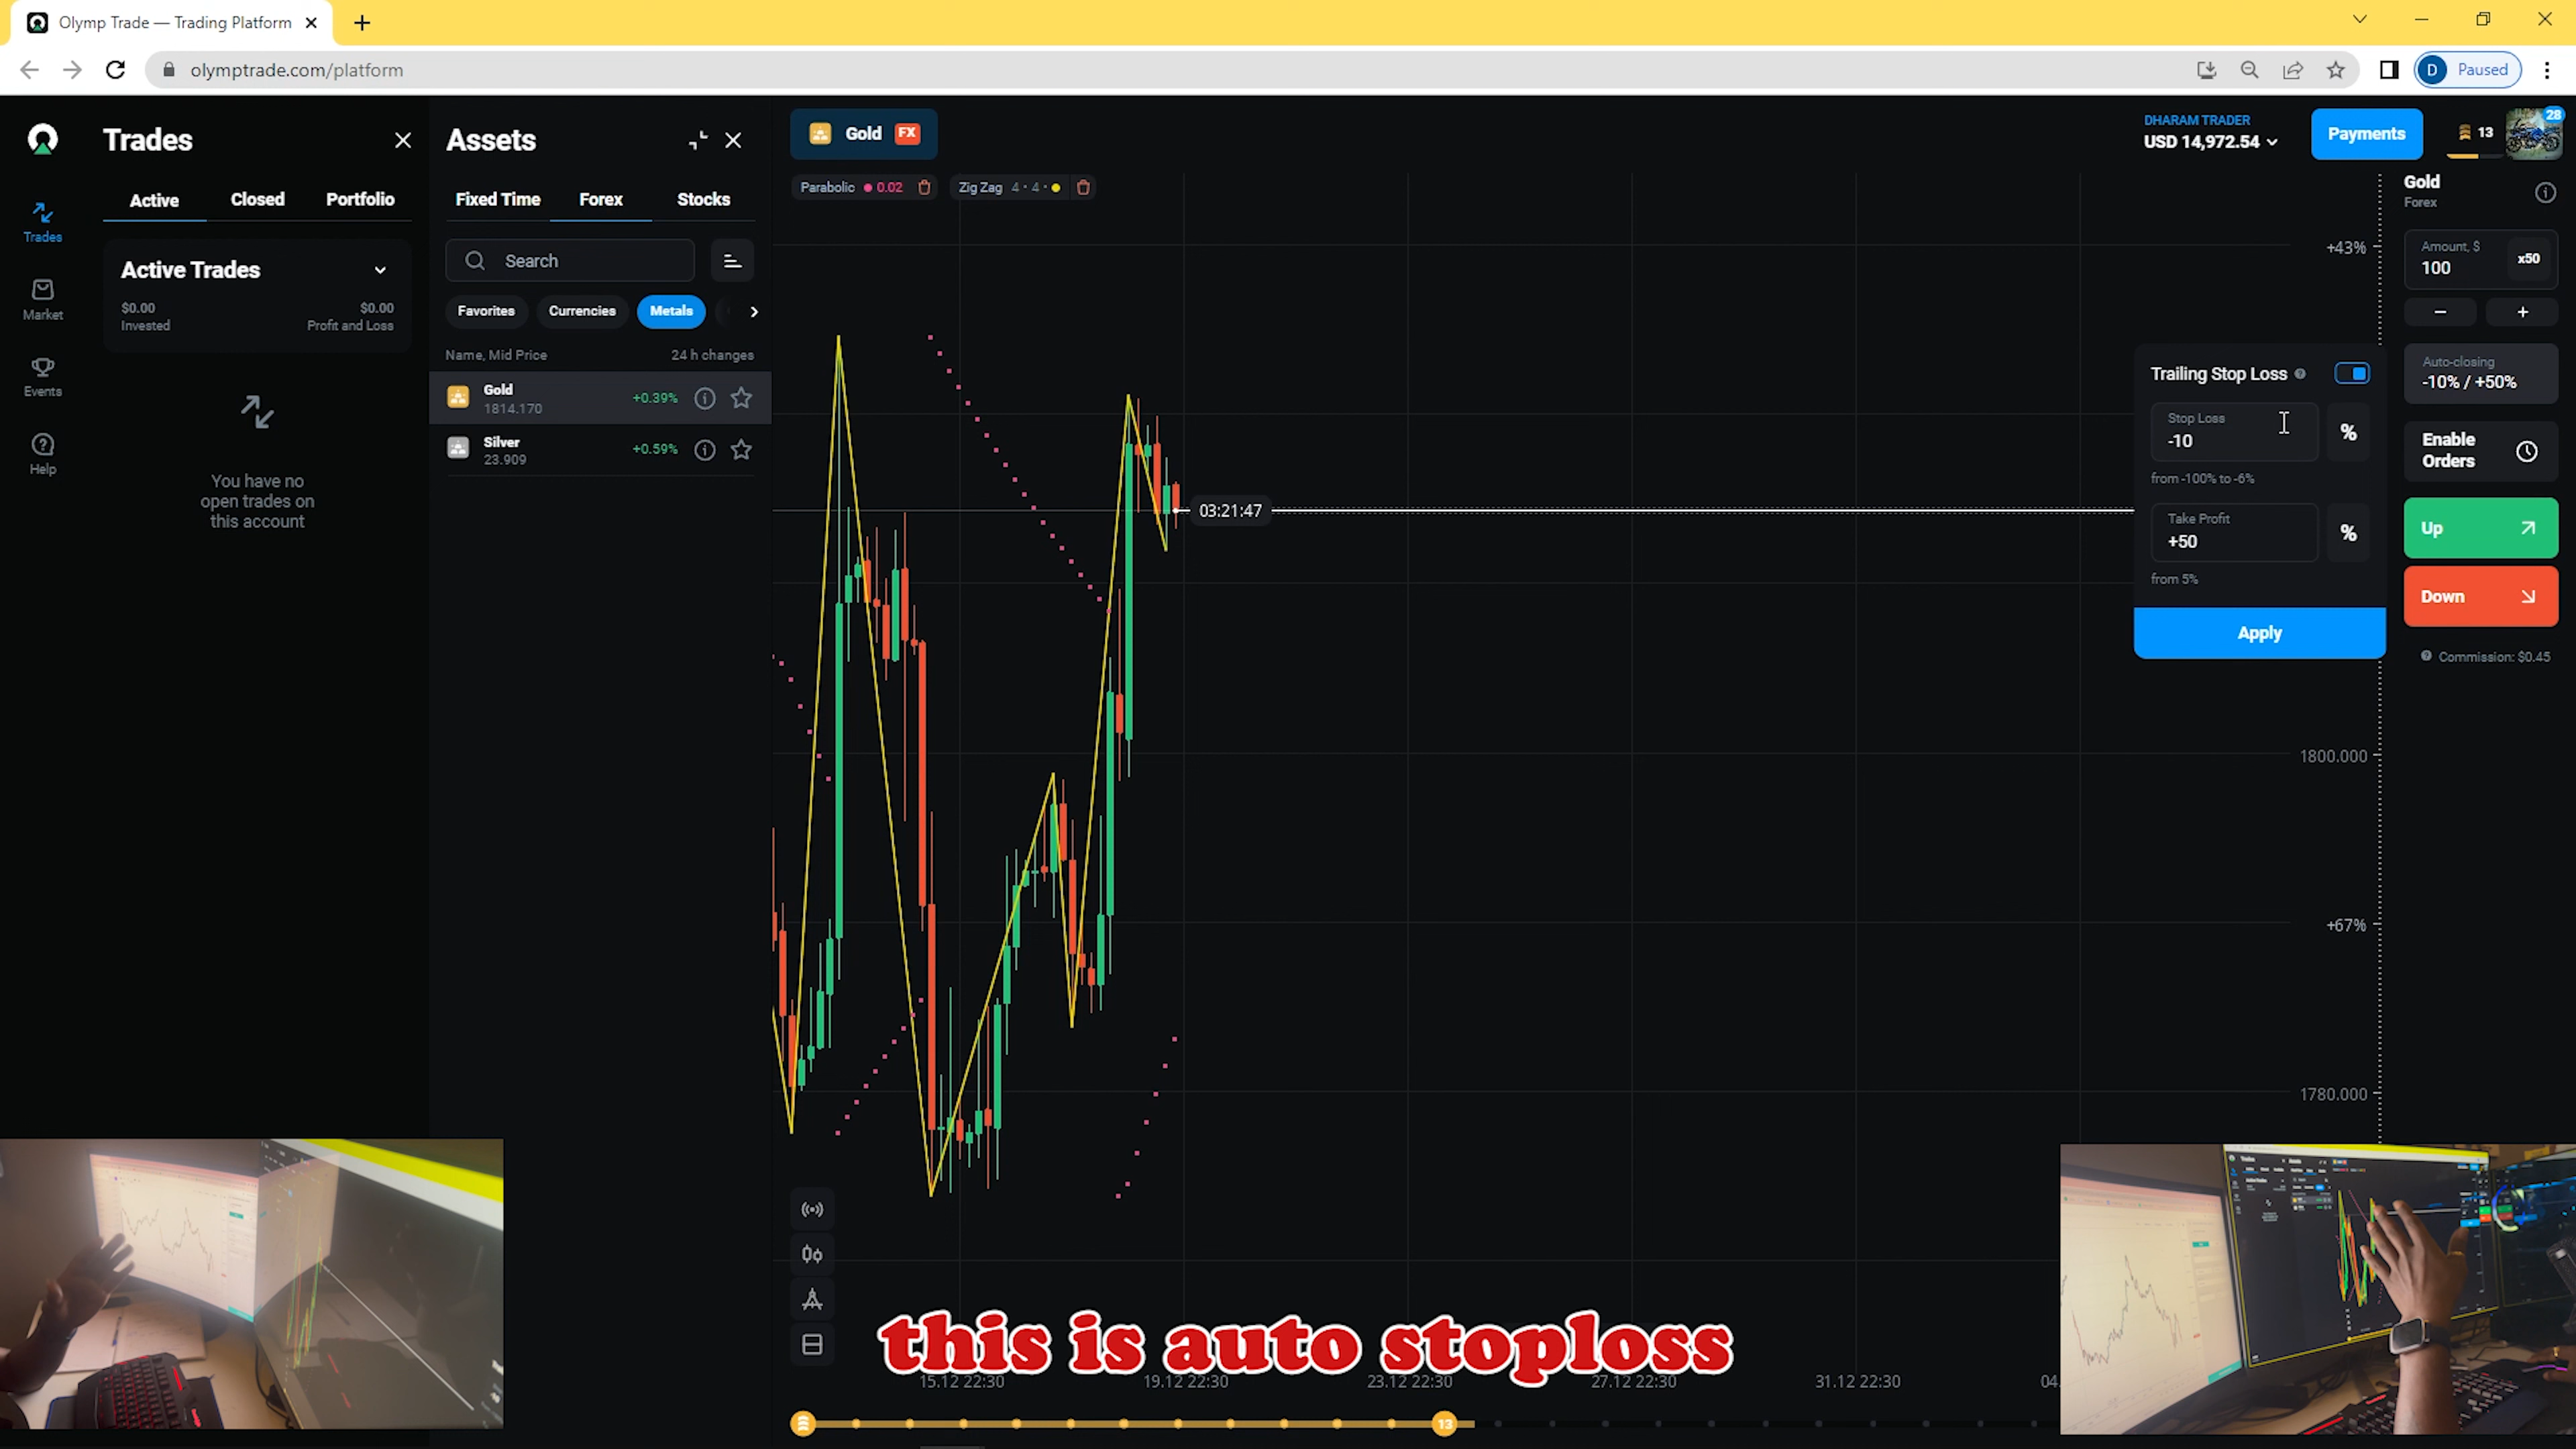 Olymp Trade — Trading Platform
olymptrade.com/platform
D Paused
Trades
Active Closed Portfolio
Active Trades
$0.00 $0.00
Invested Profit and Loss
You have no
open trades on
this account
Trades
Market
Events
Help
Assets
Fixed Time Forex Stocks
Search
Favorites Currencies Metals
Name, Mid Price 24 h changes
Gold
1814.170 +0.39%
Silver
23.909 +0.59%
Gold FX
Parabolic 0.02 Zig Zag 4 • 4 •
DHARAM TRADER
USD 14,972.54
Payments
13
28
+43%
03:21:47
1800.000
+67%
1780.000
Trailing Stop Loss
Stop Loss
-10 %
from -100% to -6%
Take Profit
+50 %
from 5%
Apply
Gold
Forex
Amount, $
100 x50
Auto-closing
-10% / +50%
Enable
Orders
Up
Down
Commission: $0.45
this is auto stoploss
15.12 22:30 19.12 22:30 23.12 22:30 27.12 22:30 31.12 22:30 04.
13